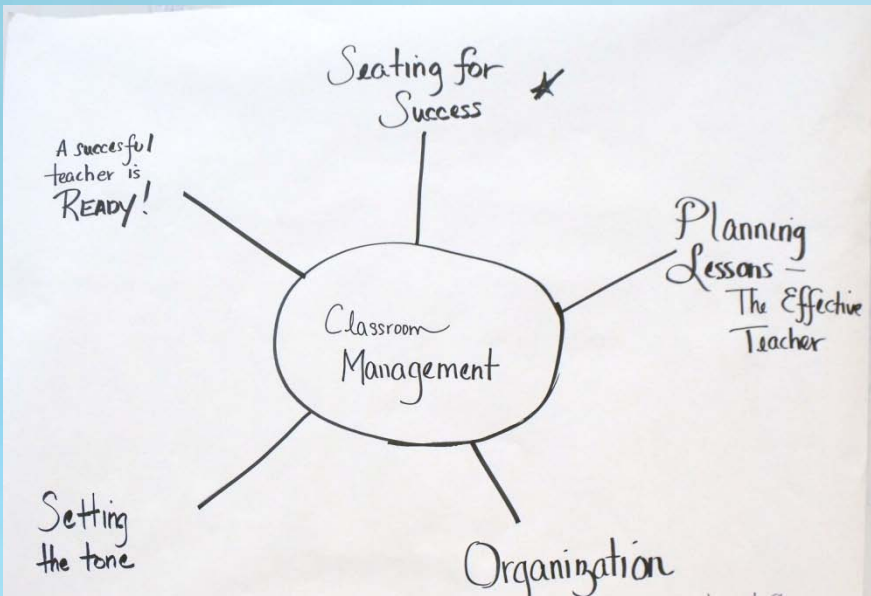 Seating for
Success
A succesful
teacher is
READY!
Planning
Lessons –
The Effective
Teacher
Classroom
Management
Setting
the tone
Organization